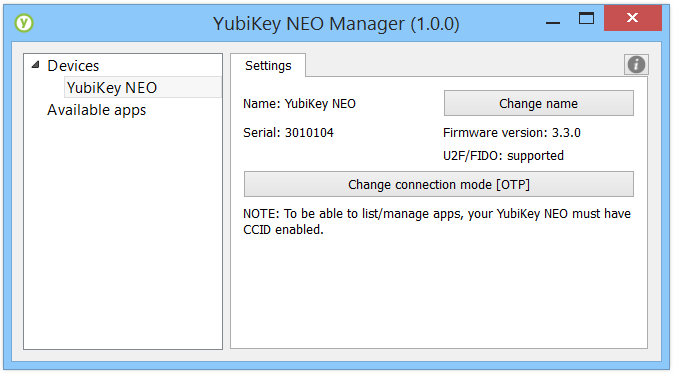 YubiKey NEO Manager (1.0.0)
Devices
YubiKey NEO
Available apps
Settings
Name: YubiKey NEO
Change name
Serial: 3010104
Firmware version: 3.3.0
U2F/FIDO: supported
Change connection mode [OTP]
NOTE: To be able to list/manage apps, your YubiKey NEO must have
CCID enabled.